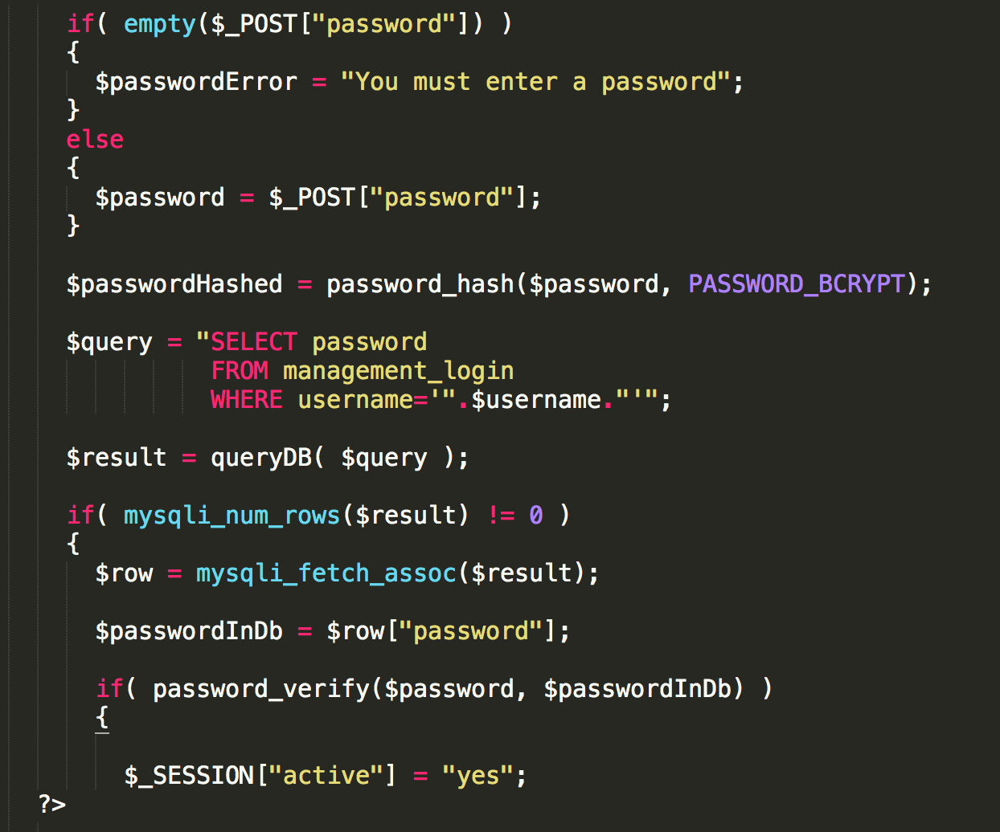 if( empty($_POST["password"]) )
{
$passwordError = "You must enter a password";
}
else
{
$password = $_POST["password"];
}
$passwordHashed = password_hash($password, PASSWORD_BCRYPT);
$query = "SELECT password
FROM management_login
WHERE username='".$username."'";
$result = queryDB( $query );
if( mysqli_num_rows($result) != 0 )
{
$row = mysqli_fetch_assoc($result);
$passwordInDb = $row["password"];
if( password_verify($password, $passwordInDb) )
{
$_SESSION["active"] = "yes";
?>